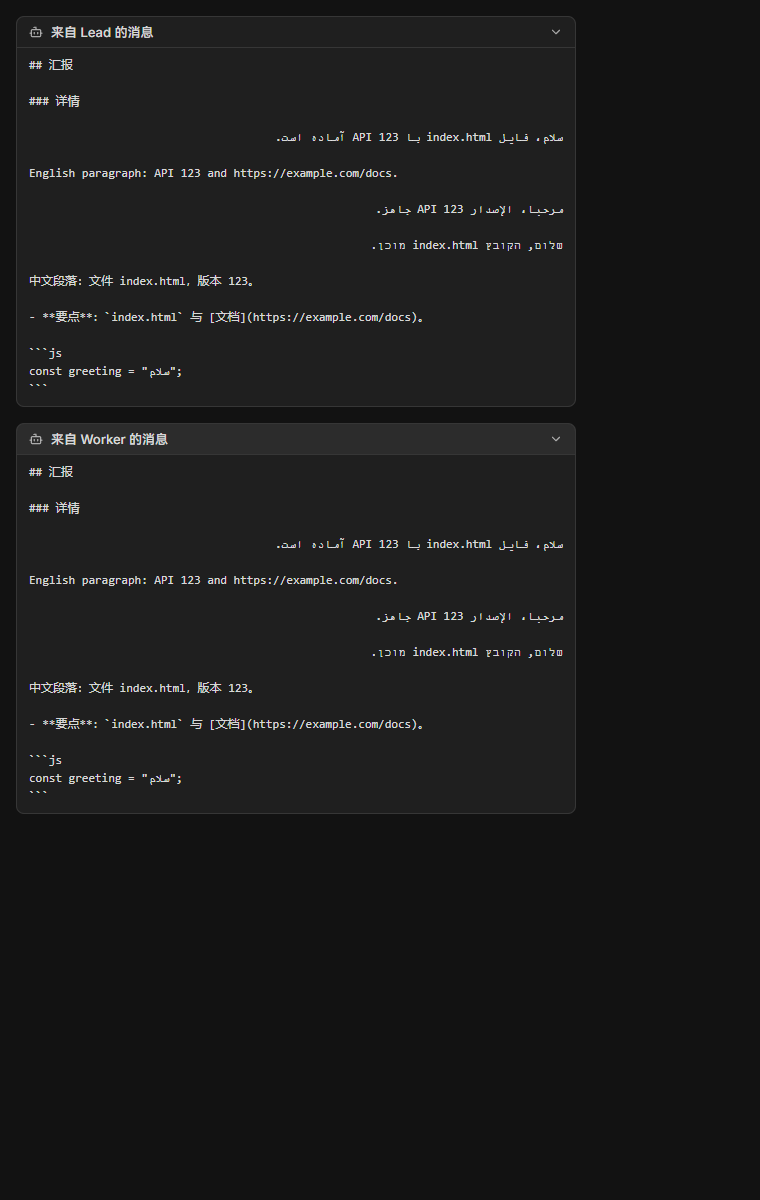 来自 Lead 的消息
## 汇报
### 详情
سلام، فایل index.html با API 123 آماده است.
English paragraph: API 123 and https://example.com/docs.
مرحبا، الإصدار API 123 جاهز.
שלום, הקובץ index.html מוכן.
中文段落：文件 index.html，版本 123。
- **要点**：`index.html` 与 [文档](https://example.com/docs)。
```js
const greeting = "سلام";
```
来自 Worker 的消息
## 汇报
### 详情
سلام، فایل index.html با API 123 آماده است.
English paragraph: API 123 and https://example.com/docs.
مرحبا، الإصدار API 123 جاهز.
שלום, הקובץ index.html מוכן.
中文段落：文件 index.html，版本 123。
- **要点**：`index.html` 与 [文档](https://example.com/docs)。
```js
const greeting = "سلام";
```